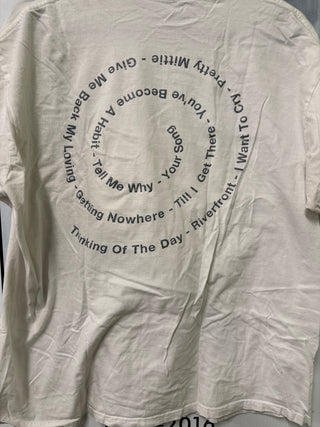 Thinking Of The Day - Riverfront - I Want To Cry - Pretty Mittie - Give Me Back My Loving - Getting Nowhere - Till I Get There - You've Become A Habit - Tell Me Why - Your Song